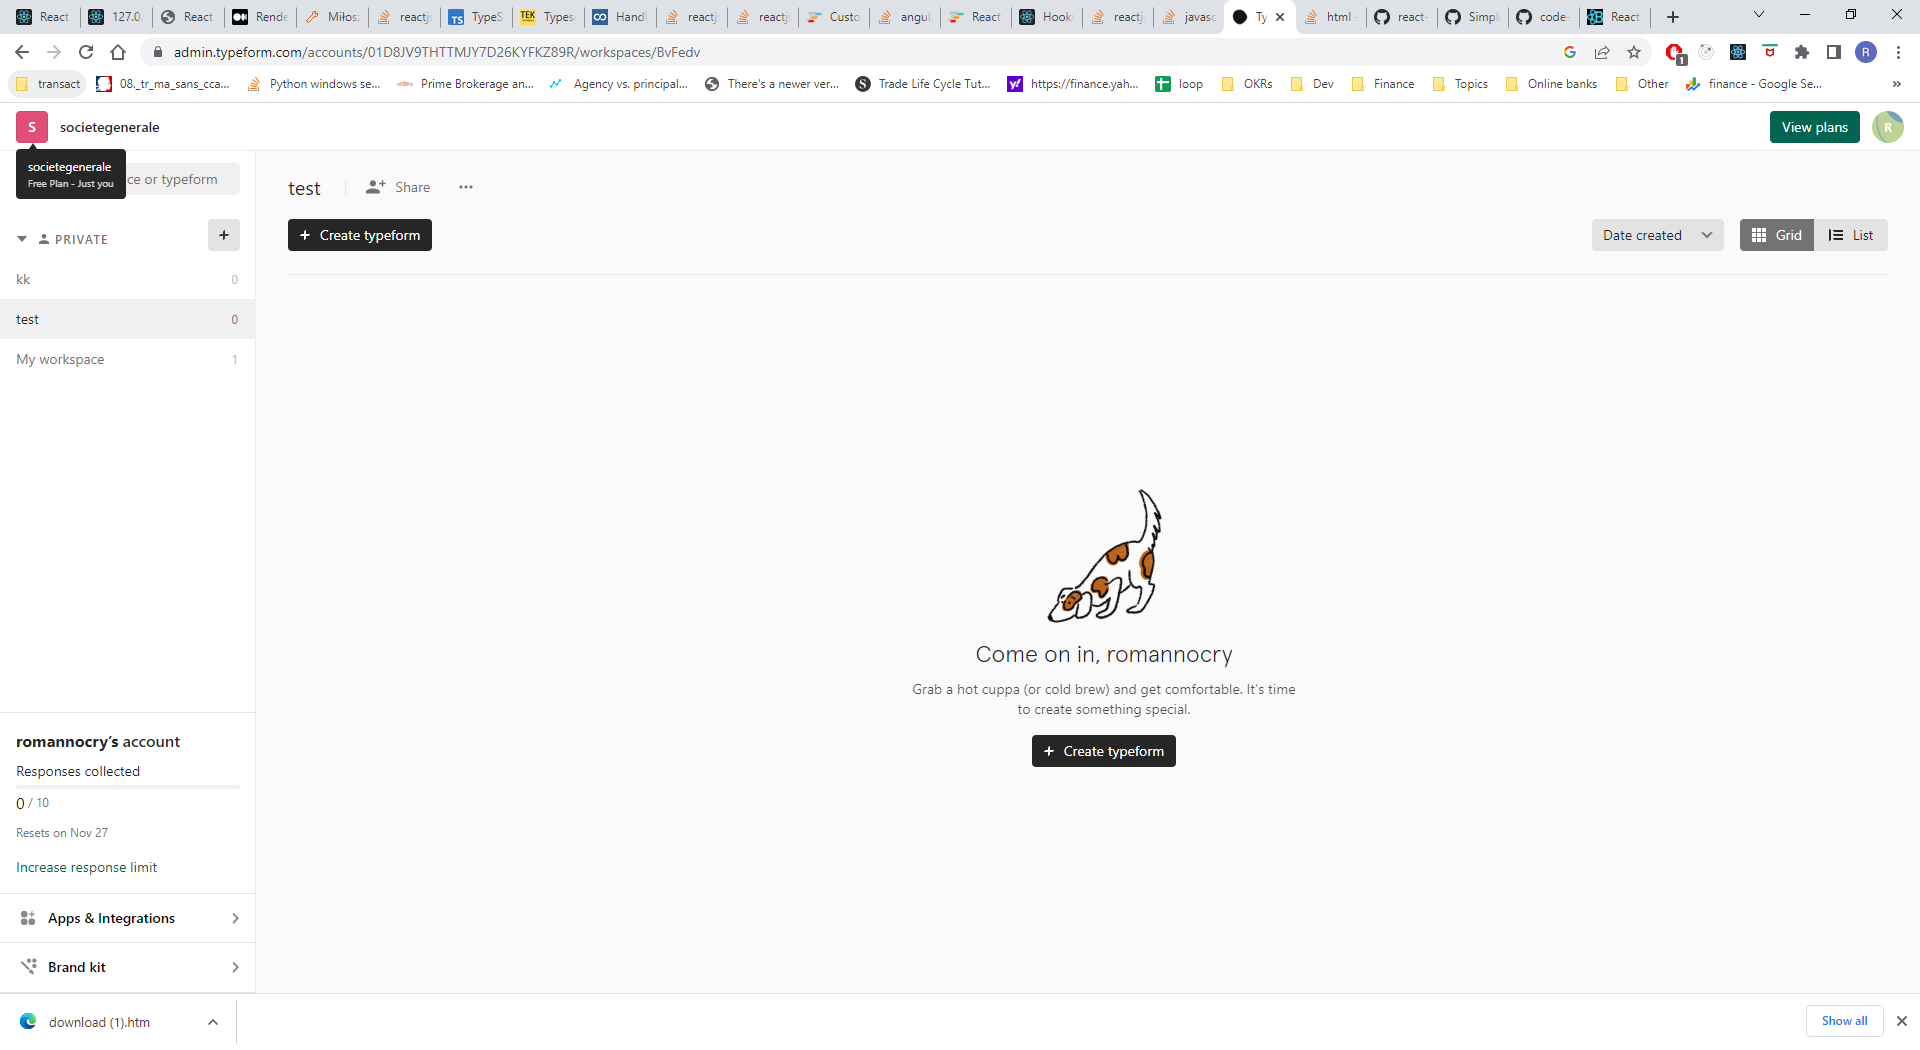 React
127.0.
React
Rende
Miłosz
reactj
TypeS
Types
TEK
Handl
reactj
reactj
Custo
angul
React
Hook
reactj
javasc
Ty
html -
react-
Simpl
code-
React
admin.typeform.com/accounts/01D8JV9THTTMJY7D26KYFKZ89R/workspaces/BvFedv
1
R
transact
08._tr_ma_sans_cca...
Python windows se...
Prime Brokerage an...
Agency vs. principal...
There's a newer ver...
Trade Life Cycle Tut...
https://finance.yah...
loop
OKRs
Dev
Finance
Topics
Online banks
Other
finance - Google Se...
»
S
societegenerale
View plans
R
societegenerale
Free Plan - Just you
ce or typeform
test
Share
PRIVATE
+
+ Create typeform
Date created
Grid
List
kk 0
test 0
My workspace 1
Come on in, romannocry
Grab a hot cuppa (or cold brew) and get comfortable. It's time
to create something special.
+ Create typeform
romannocry's account
Responses collected
0 / 10
Resets on Nov 27
Increase response limit
Apps & Integrations
Brand kit
download (1).htm
Show all